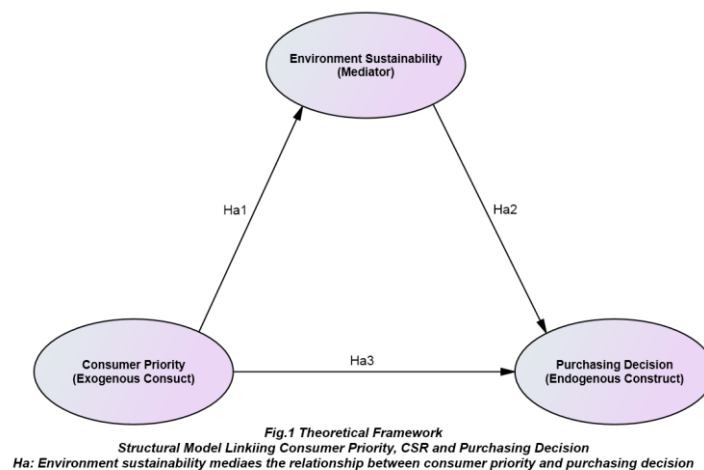 Environment Sustainability
(Mediator)
Ha1
Ha2
Consumer Priority
(Exogenous Consuct)
Ha3
Purchasing Decision
(Endogenous Construct)
Fig.1 Theoretical Framework
Structural Model Linkiing Consumer Priority, CSR and Purchasing Decision
Ha: Environment sustainability mediaes the relationship between consumer priority and purchasing decision